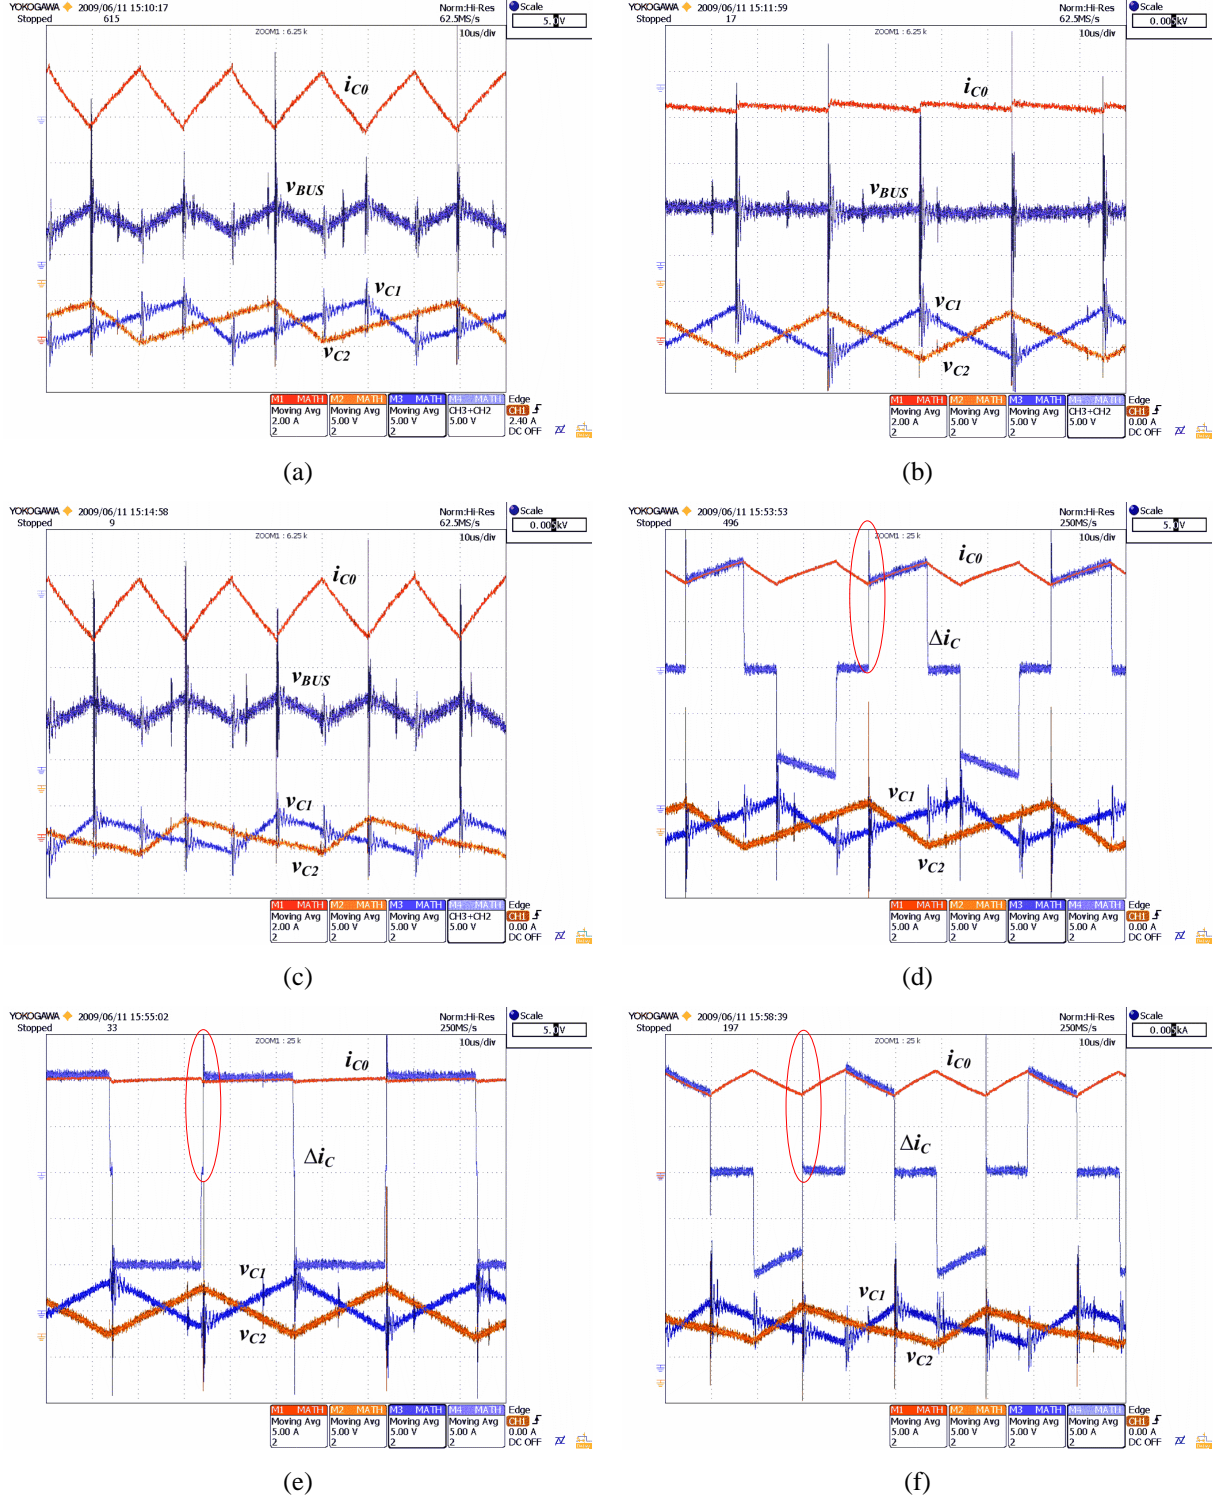 YOKOGAWA 2009/06/11 15:10:17 Norm:Hi-Res
Stopped 615 62.5MS/s
Scale
5.0V
ZOOM1 : 6.25 k 10us/div
iC0
vBUS
vC1
vC2
M1 MATH M2 MATH M3 MATH M4 MATH Edge
Moving Avg Moving Avg Moving Avg CH3+CH2 CH1
2.00 A 5.00 V 5.00 V 5.00 V 2.40 A
2 2 2 DC OFF
(a)
YOKOGAWA 2009/06/11 15:11:59 Norm:Hi-Res
Stopped 17 62.5MS/s
Scale
ZOOM1 : 6.25 k 10us/div
iC0
vBUS
vC1
vC2
M1 MATH M2 MATH M3 MATH M4 MATH Edge
Moving Avg Moving Avg Moving Avg CH3+CH2 CH1
2.00 A 5.00 V 5.00 V 5.00 V 0.00 A
2 2 2 DC OFF
(b)
YOKOGAWA 2009/06/11 15:14:58 Norm:Hi-Res
Stopped 9 62.5MS/s
Scale
ZOOM1 : 6.25 k 10us/div
iC0
vBUS
vC1
vC2
M1 MATH M2 MATH M3 MATH M4 MATH Edge
Moving Avg Moving Avg Moving Avg CH3+CH2 CH1
2.00 A 5.00 V 5.00 V 5.00 V 0.00 A
2 2 2 DC OFF
(c)
YOKOGAWA 2009/06/11 15:53:53 Norm:Hi-Res
Stopped 496 250MS/s
Scale
5.0V
ZOOM1 : 25 k 10us/div
iC0
ΔiC
vC1
vC2
M1 MATH M2 MATH M3 MATH M4 MATH Edge
Moving Avg Moving Avg Moving Avg Moving Avg CH1
5.00 A 5.00 V 5.00 V 5.00 A 0.00 A
2 2 2 2 DC OFF
(d)
YOKOGAWA 2009/06/11 15:55:02 Norm:Hi-Res
Stopped 33 250MS/s
Scale
5.0V
ZOOM1 : 25 k 10us/div
iC0
ΔiC
vC1
vC2
M1 MATH M2 MATH M3 MATH M4 MATH Edge
Moving Avg Moving Avg Moving Avg Moving Avg CH1
5.00 A 5.00 V 5.00 V 5.00 A 0.00 A
2 2 2 2 DC OFF
(e)
YOKOGAWA 2009/06/11 15:58:39 Norm:Hi-Res
Stopped 197 250MS/s
Scale
ZOOM1 : 25 k 10us/div
iC0
ΔiC
vC1
vC2
M1 MATH M2 MATH M3 MATH M4 MATH Edge
Moving Avg Moving Avg Moving Avg Moving Avg CH1
5.00 A 5.00 V 5.00 V 5.00 A 0.00 A
2 2 2 2 DC OFF
(f)